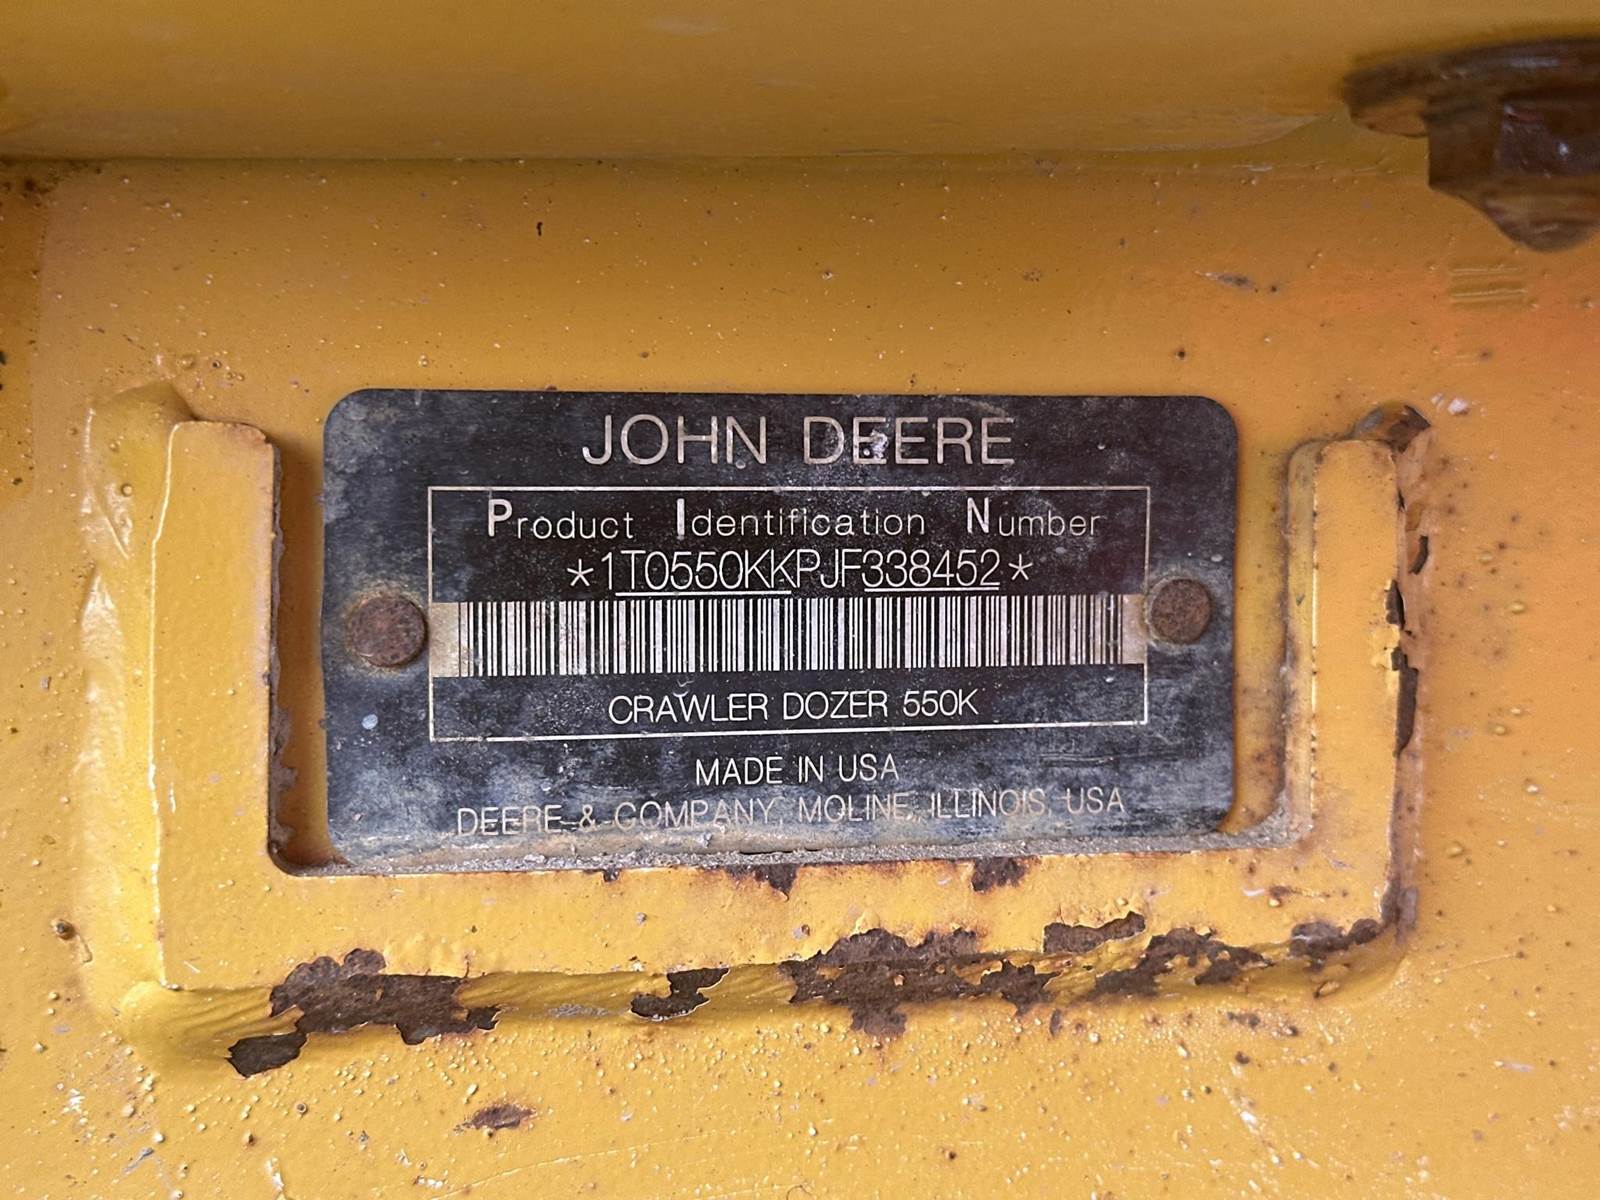 JOHN DEERE
Product Identification Number
*1T0550KKPJF338452*
CRAWLER DOZER 550K
MADE IN USA
DEERE & COMPANY, MOLINE, ILLINOIS, USA